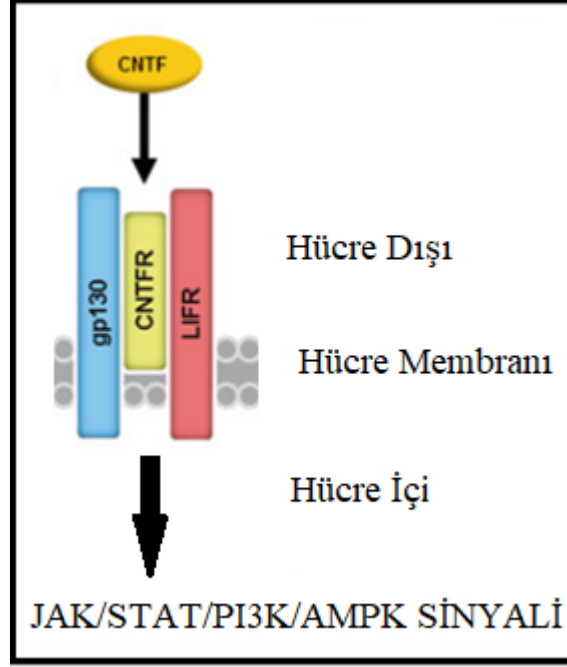 CNTF
gp130
CNTFR
LIFR
Hücre Dışı
Hücre Membranı
Hücre İçi
JAK/STAT/PI3K/AMPK SİNYALİ